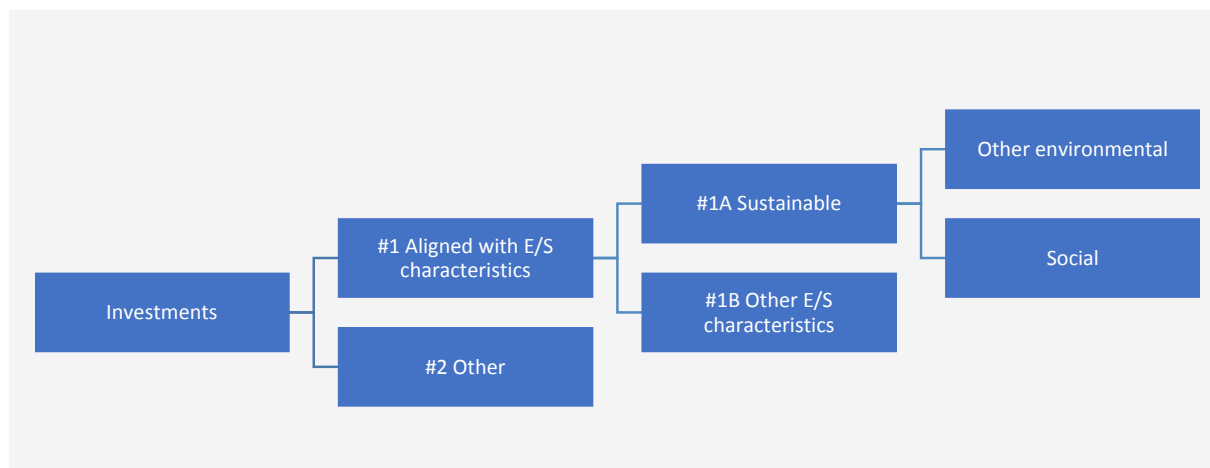 Investments
#1 Aligned with E/S
characteristics
#2 Other
#1A Sustainable
#1B Other E/S
characteristics
Other environmental
Social